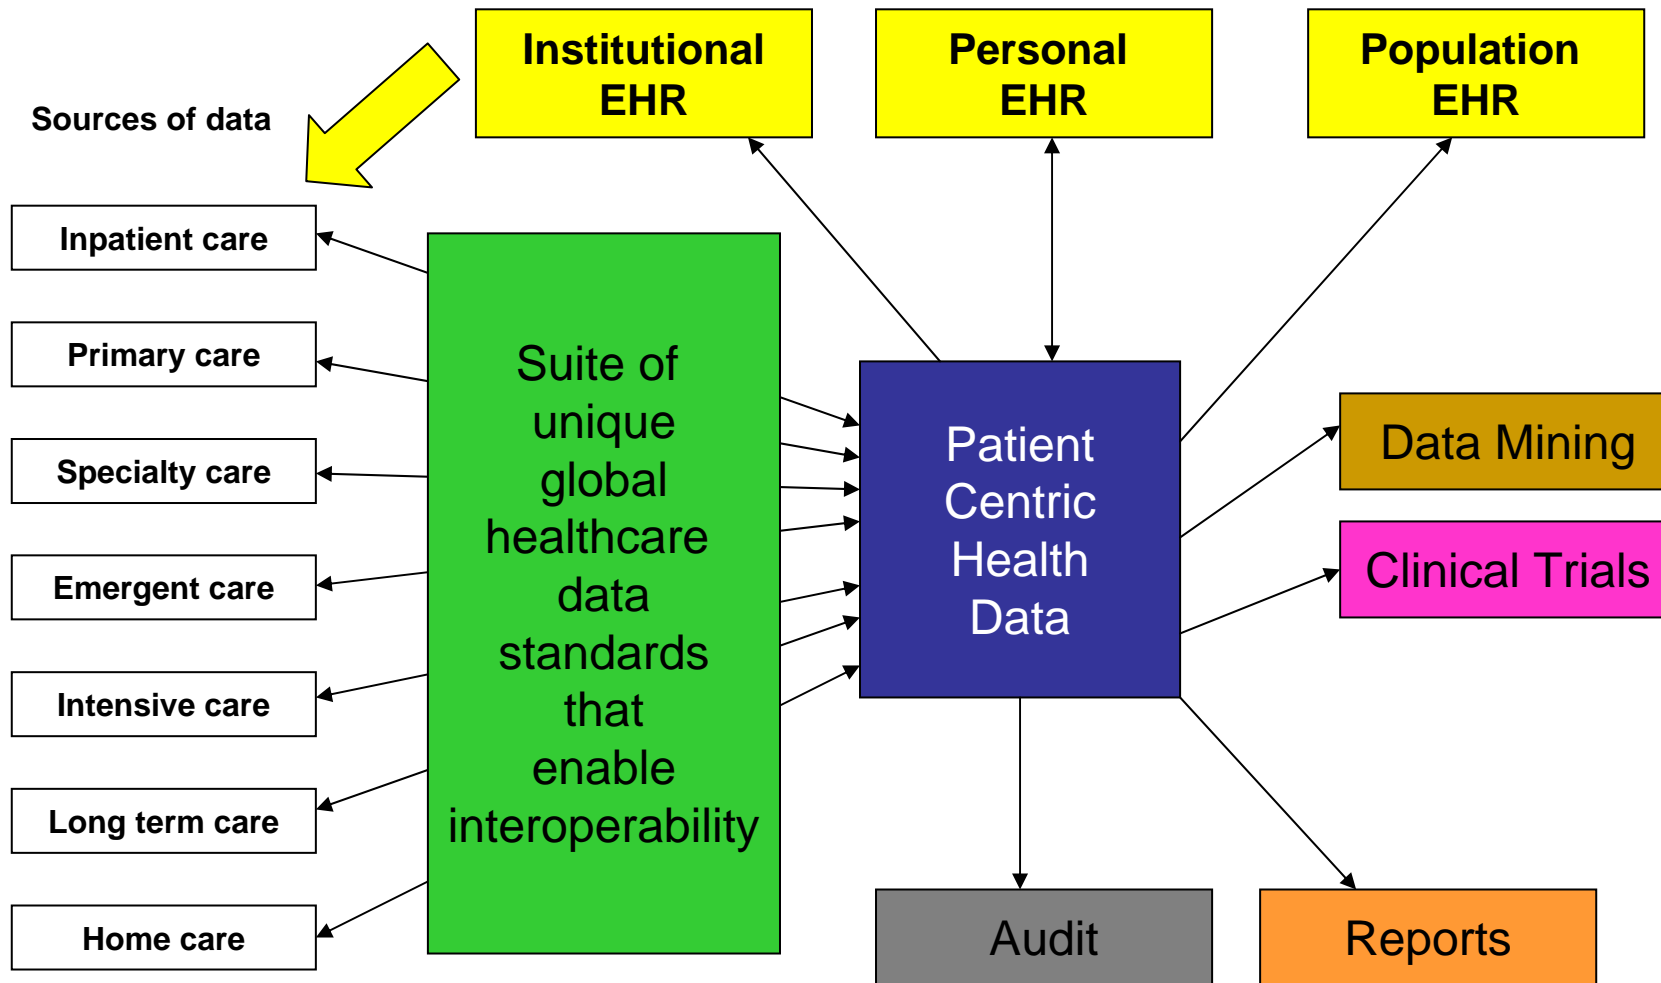 Institutional
EHR
Personal
EHR
Population
EHR
Sources of data
Inpatient care
Primary care
Specialty care
Emergent care
Intensive care
Long term care
Home care
Suite of
unique
global
healthcare
data
standards
that
enable
interoperability
Patient
Centric
Health
Data
Data Mining
Clinical Trials
Audit
Reports